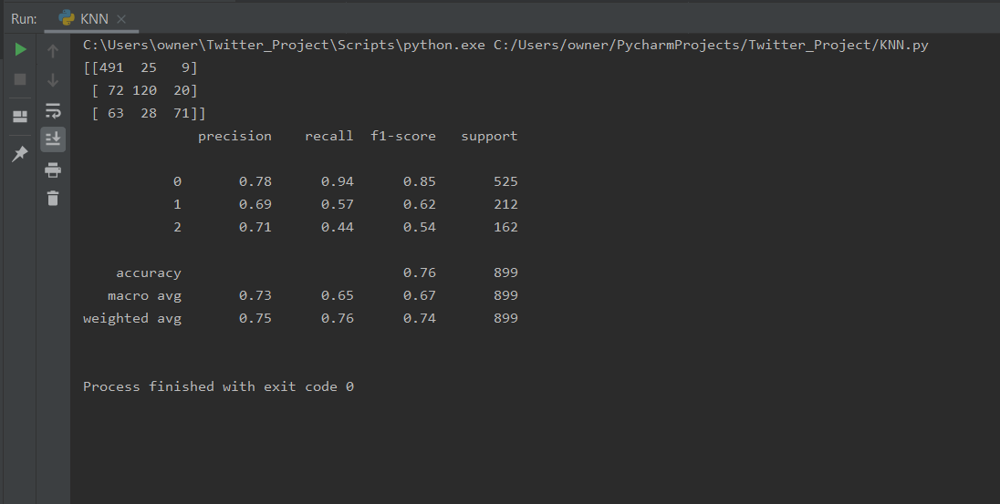 Run: KNN
C:\Users\owner\Twitter_Project\Scripts\python.exe C:/Users/owner/PycharmProjects/Twitter_Project/KNN.py
[[491  25   9]
 [ 72 120  20]
 [ 63  28  71]]
              precision    recall  f1-score   support

           0       0.78      0.94      0.85       525
           1       0.69      0.57      0.62       212
           2       0.71      0.44      0.54       162

    accuracy                           0.76       899
   macro avg       0.73      0.65      0.67       899
weighted avg       0.75      0.76      0.74       899

Process finished with exit code 0